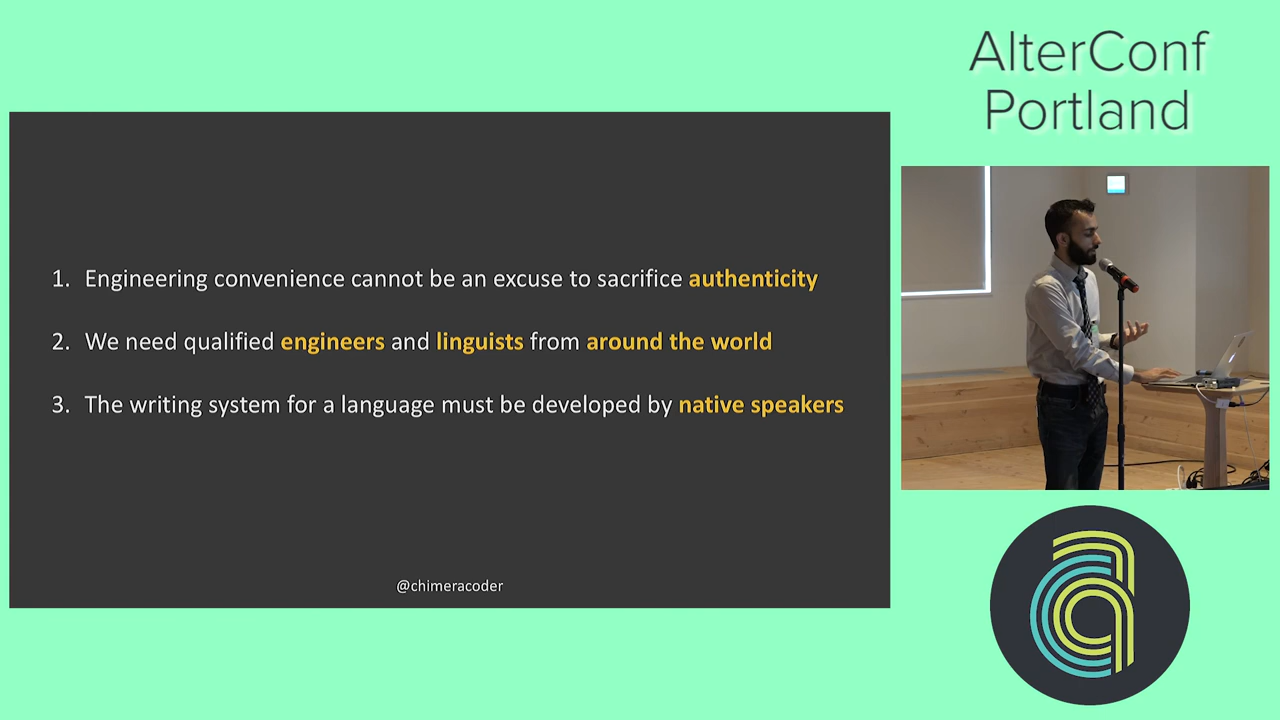 AlterConf
Portland
1. Engineering convenience cannot be an excuse to sacrifice authenticity
2. We need qualified engineers and linguists from around the world
3. The writing system for a language must be developed by native speakers
@chimeracoder